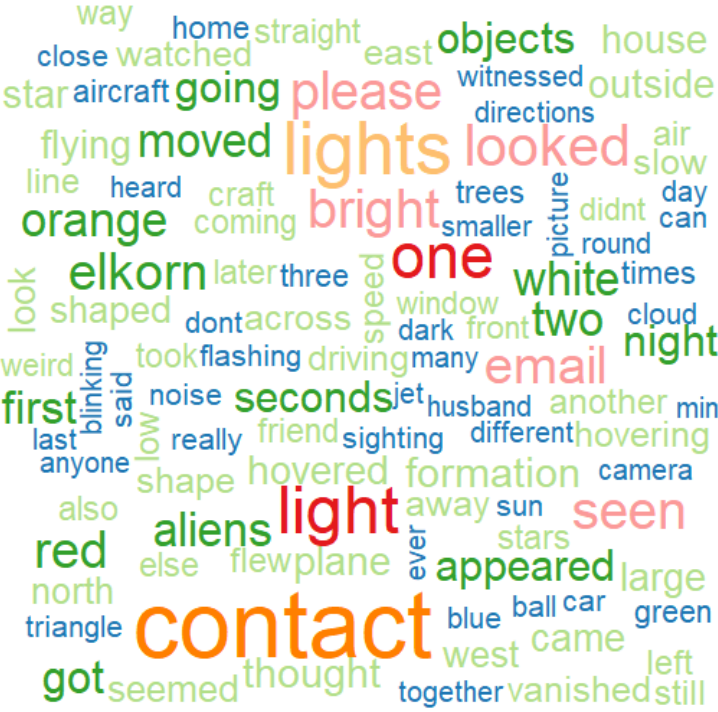 way
home straight
close watched east objects house
star aircraft going please witnessed outside
directions
flying moved lights looked air
slow
line heard craft bright trees picture didnt day
orange coming smaller can
one round
look elkorn later three speed white times
shaped dont across window two cloud
dark front night
weird blinking took flashing driving many email
first said noise seconds jet husband another min
last low really friend sighting different hovering
anyone shape hovered formation camera
also light away sun seen
red aliens ever stars
else flew plane appeared large
north contact blue ball car green
triangle came
got seemed thought west left
together vanished still